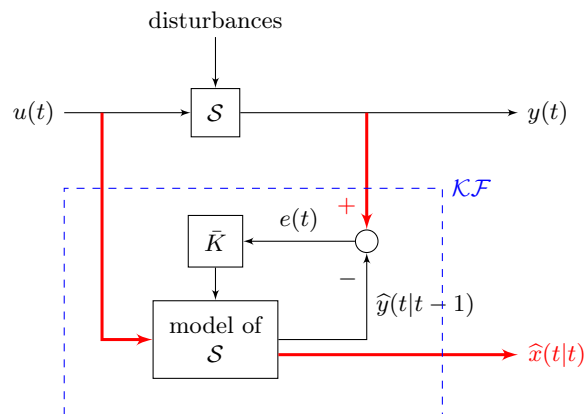 disturbances
u(t)
𝒮
y(t)
𝒦ℱ
+
e(t)
K̄
−
ŷ(t|t − 1)
model of
𝒮
x̂(t|t)